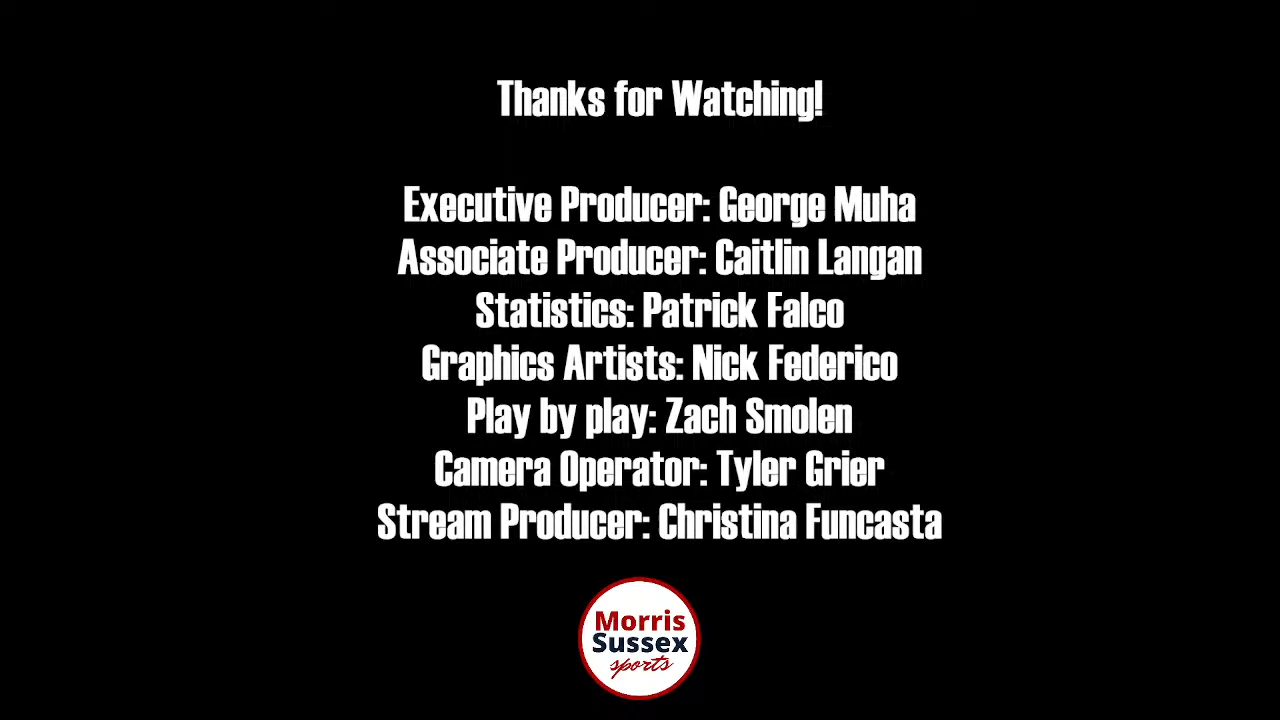 Thanks for Watching!
Executive Producer: George Muha
Associate Producer: Caitlin Langan
Statistics: Patrick Falco
Graphics Artists: Nick Federico
Play by play: Zach Smolen
Camera Operator: Tyler Grier
Stream Producer: Christina Funcasta
Morris
Sussex
sports